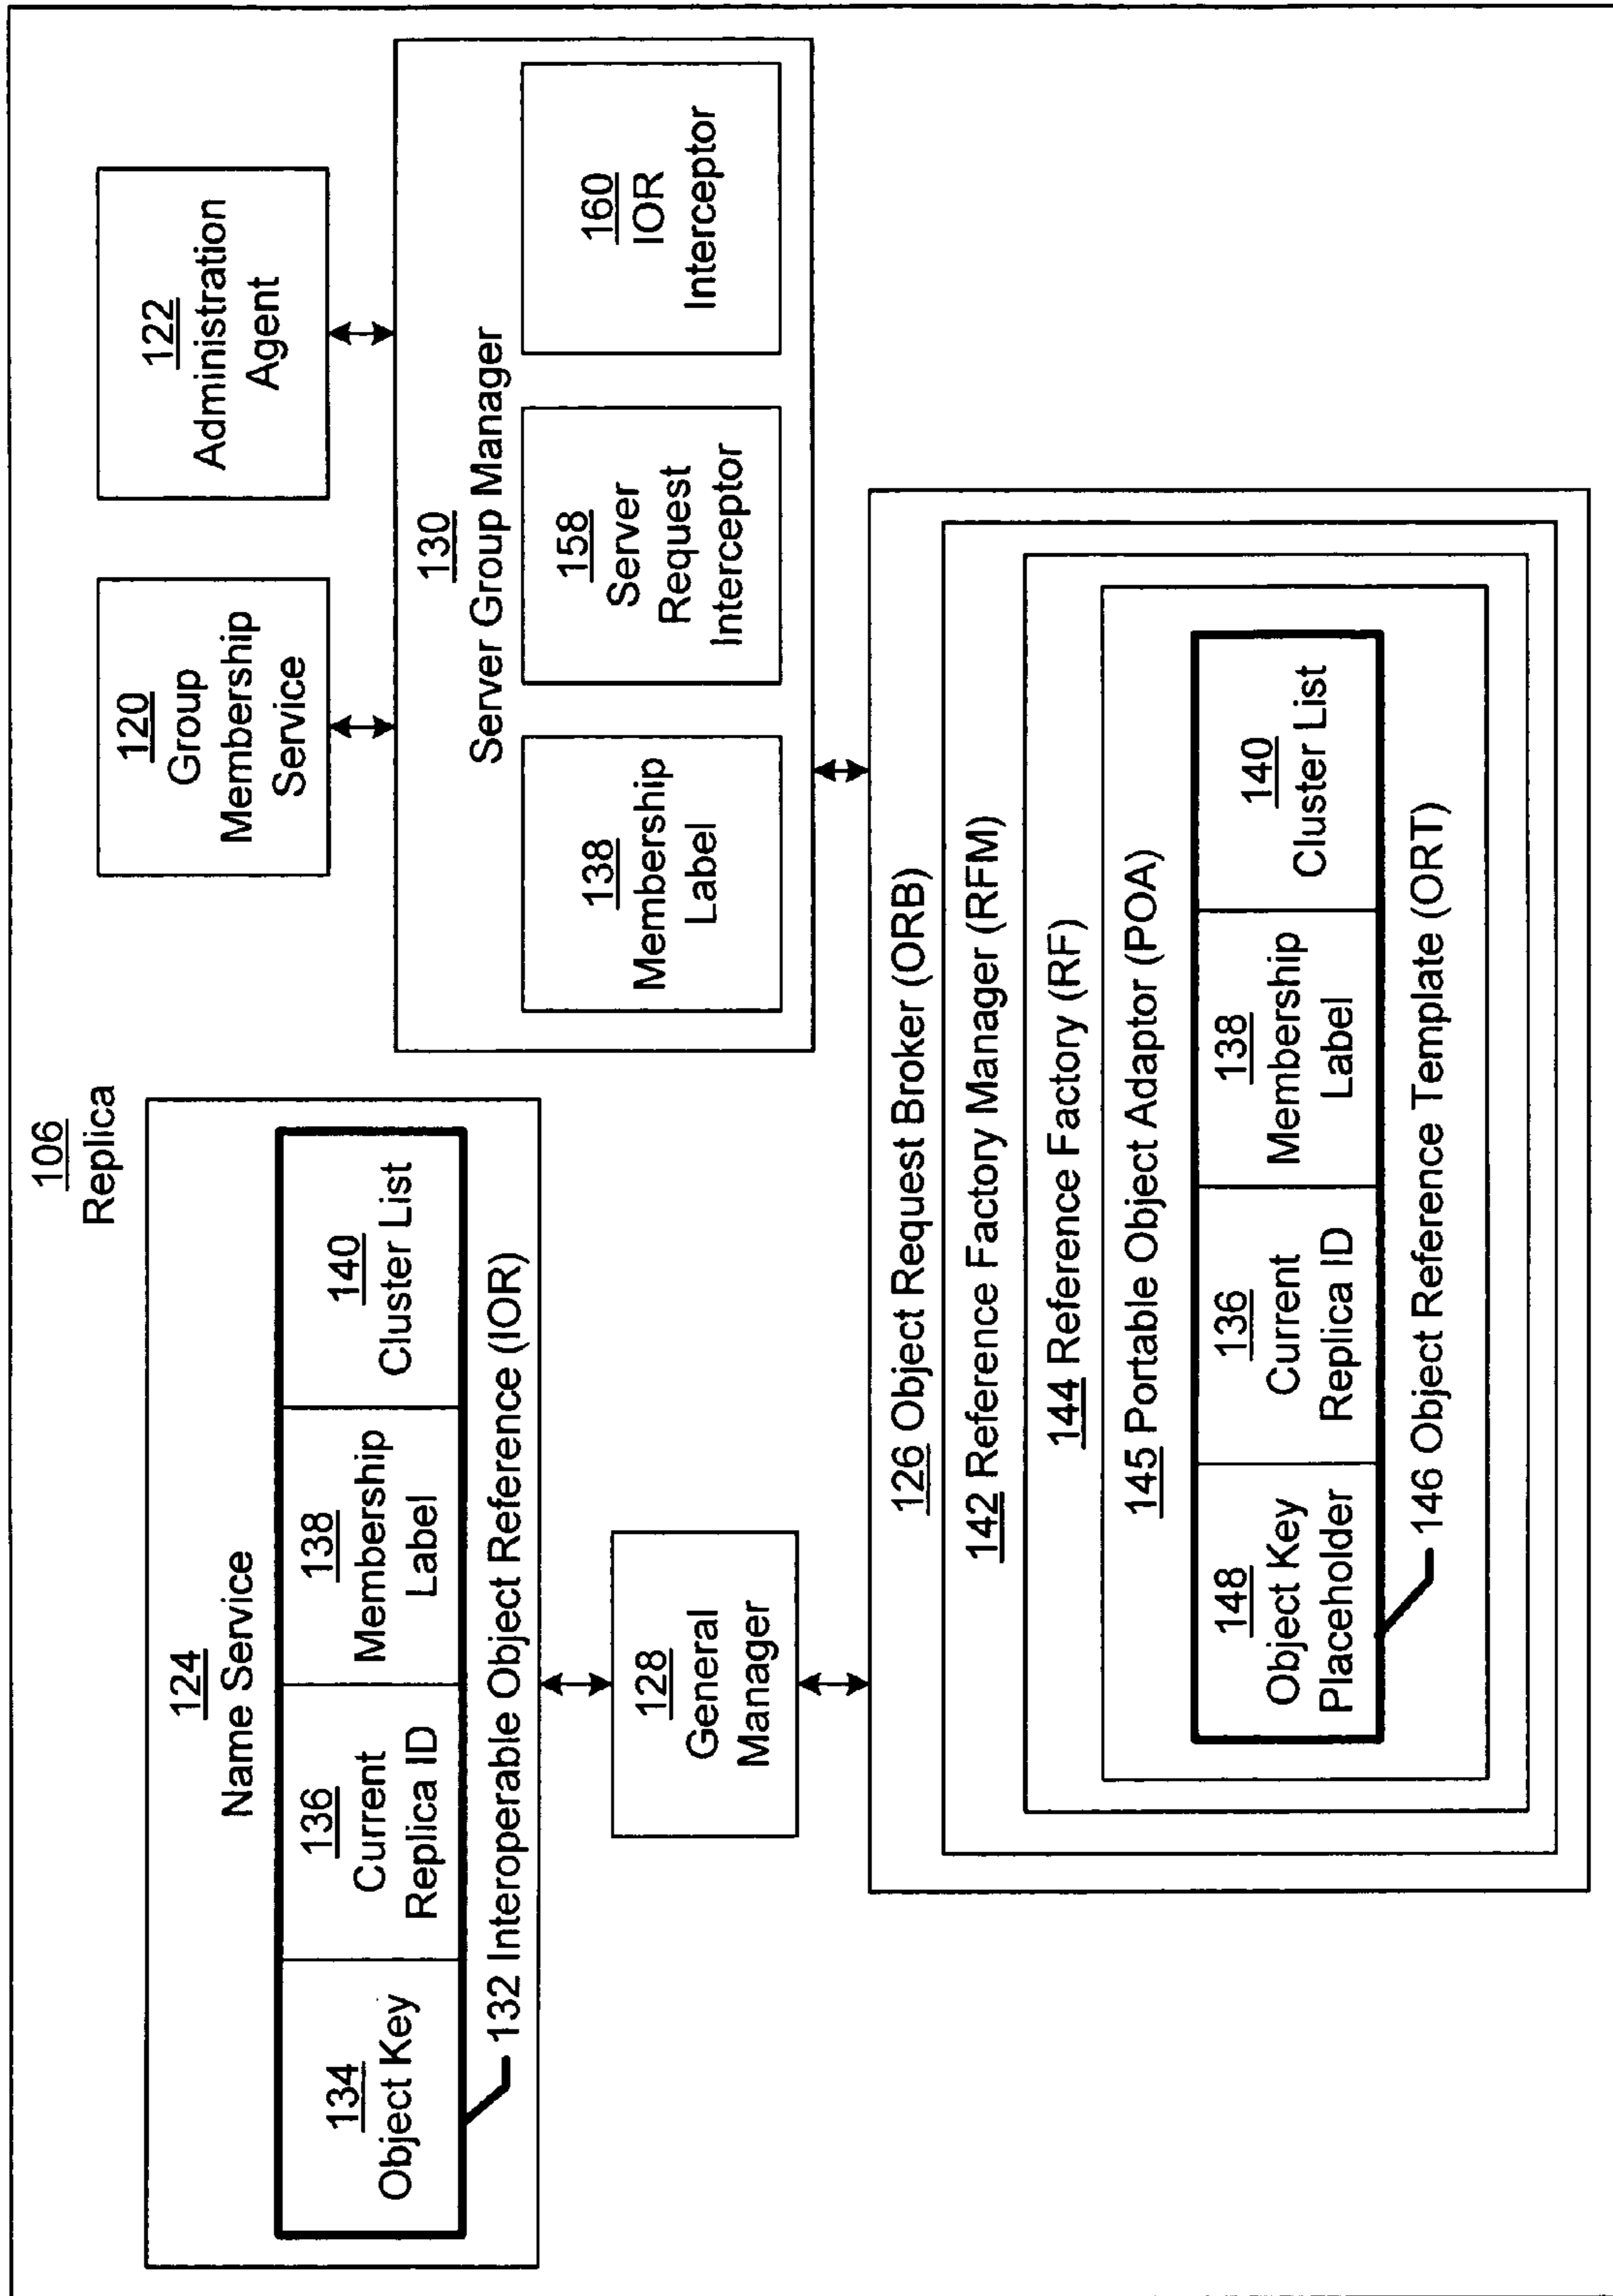 106
Replica
124
Name Service
134
Object Key
136
Current
Replica ID
138
Membership
Label
140
Cluster List
132 Interoperable Object Reference (IOR)
120
Group
Membership
Service
122
Administration
Agent
130
Server Group Manager
138
Membership
Label
158
Server
Request
Interceptor
160
IOR
Interceptor
128
General
Manager
126 Object Request Broker (ORB)
142 Reference Factory Manager (RFM)
144 Reference Factory (RF)
145 Portable Object Adaptor (POA)
148
Object Key
Placeholder
136
Current
Replica ID
138
Membership
Label
140
Cluster List
146 Object Reference Template (ORT)